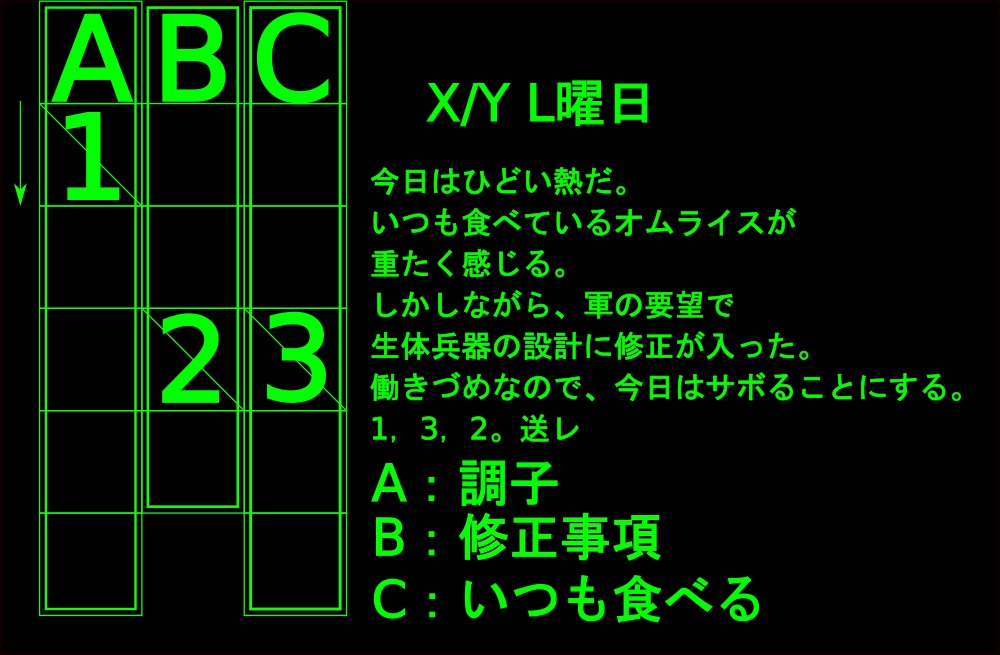 A B C
1
2 3
X/Y L曜日
今日はひどい熱だ。
いつも食べているオムライスが
重たく感じる。
しかしながら、軍の要望で
生体兵器の設計に修正が入った。
働きづめなので、今日はサボることにする。
1, 3, 2。送レ
A：調子
B：修正事項
C：いつも食べる